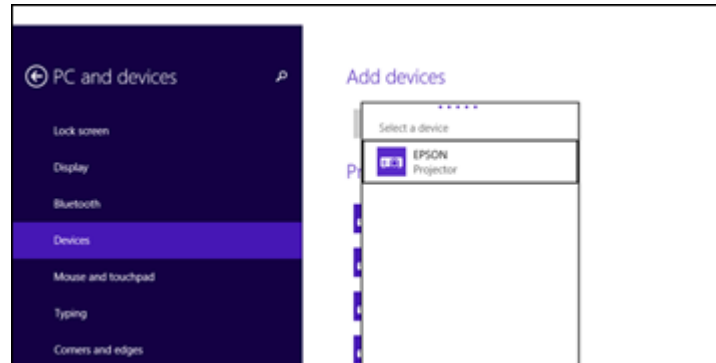 PC and devices
Lock screen
Display
Bluetooth
Devices
Mouse and touchpad
Typing
Corners and edges
Add devices
Select a device
EPSON
Projector